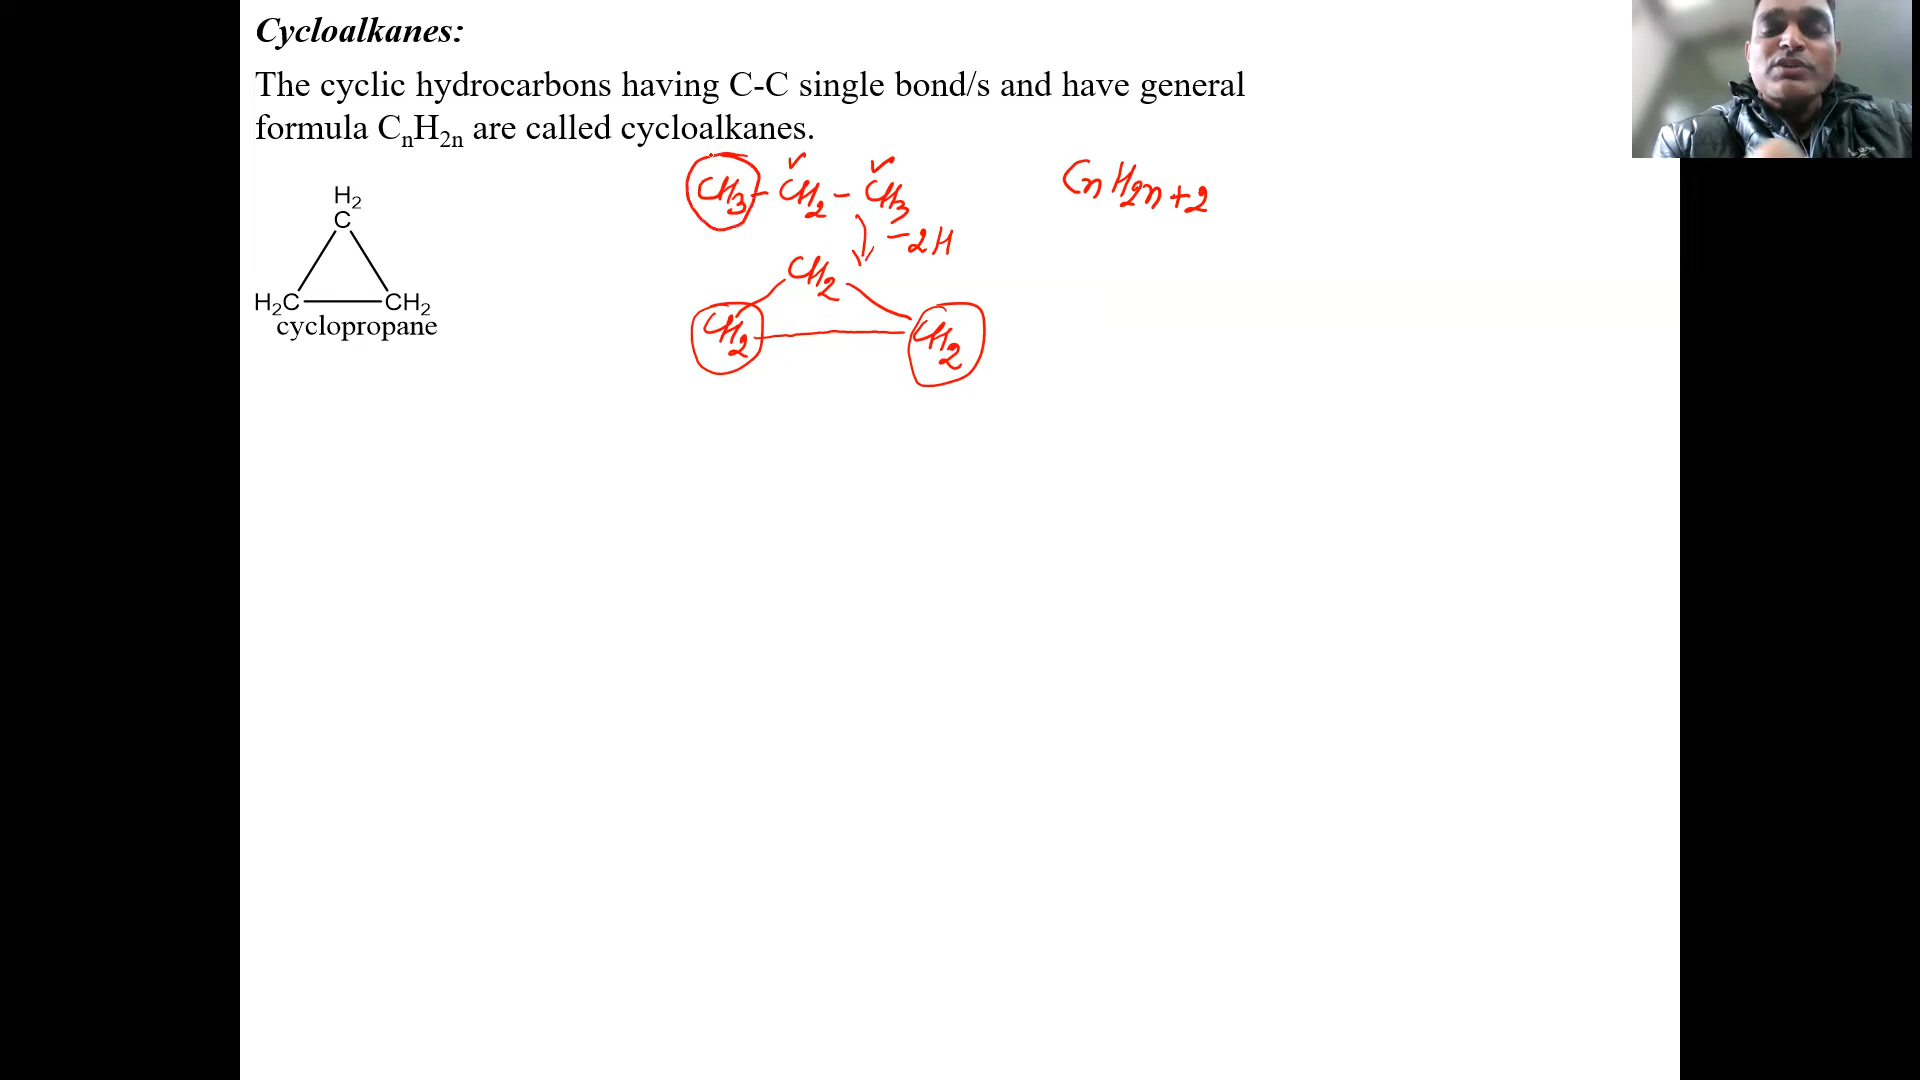 Cycloalkanes:
The cyclic hydrocarbons having C-C single bond/s and have general
formula CₙH₂ₙ are called cycloalkanes.
CH₃ - CH₂ - CH₃
CₙH₂ₙ₊₂
-2H
CH₂
CH₂ CH₂
H₂
C
H₂C CH₂
cyclopropane